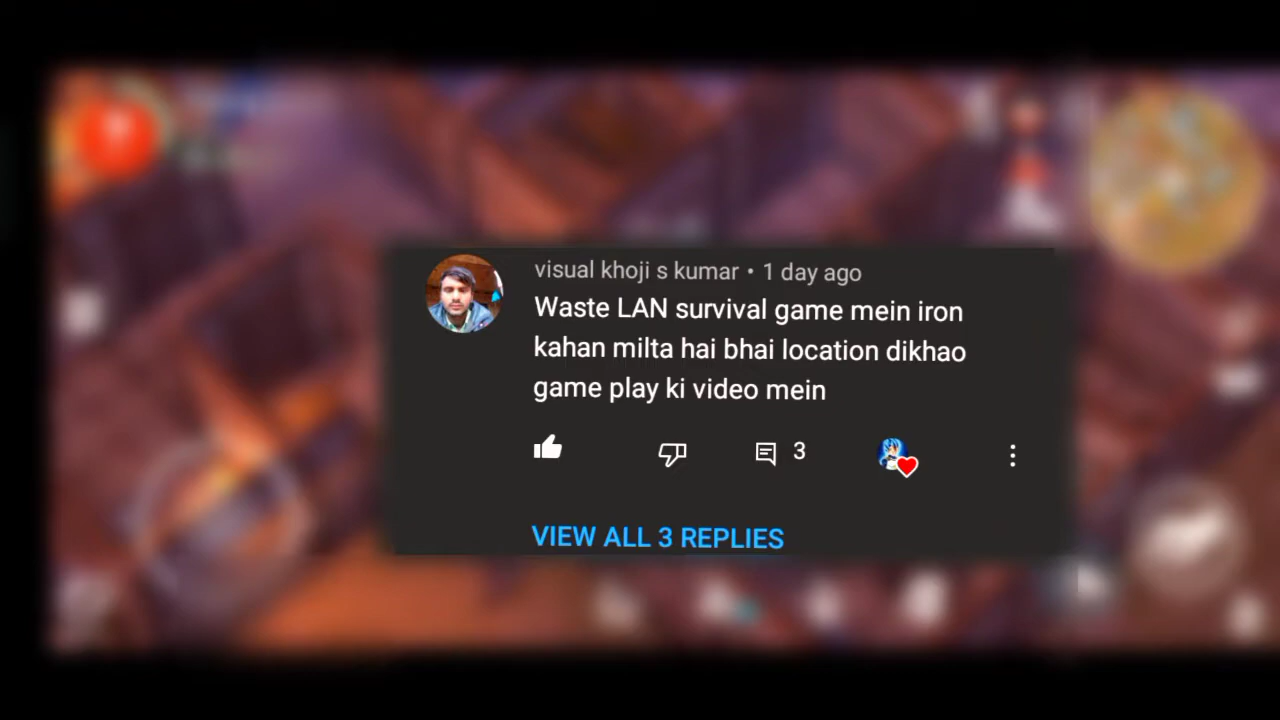 visual khoji s kumar • 1 day ago
Waste LAN survival game mein iron
kahan milta hai bhai location dikhao
game play ki video mein
3
VIEW ALL 3 REPLIES